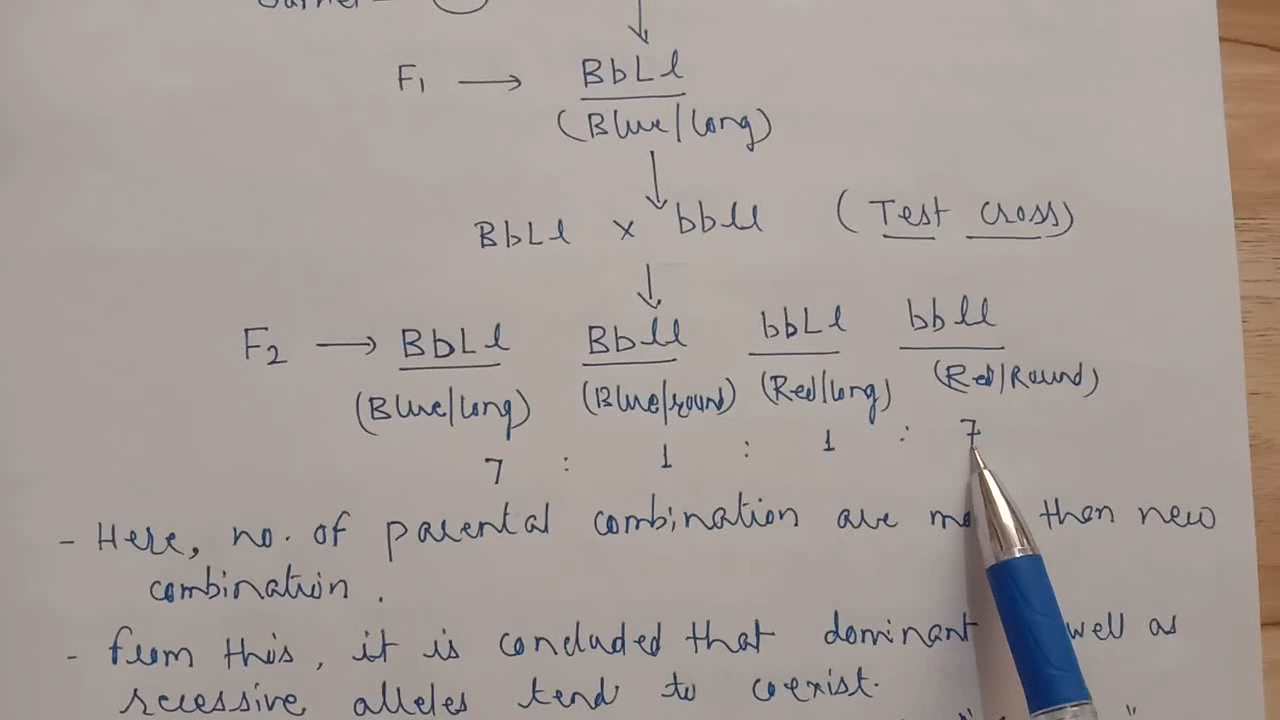 F1 → BbLl
(Blue/long)
BbLl x bbll (Test cross)
F2 → BbLl Bbll bbLl bbll
(Blue/long) (Blue/round) (Red/long) (Red/Round)
7 : 1 : 1 : 7
- Here, no. of parental combination are than new
combination.
- from this, it is concluded that dominant well as
recessive alleles tend to coexist.